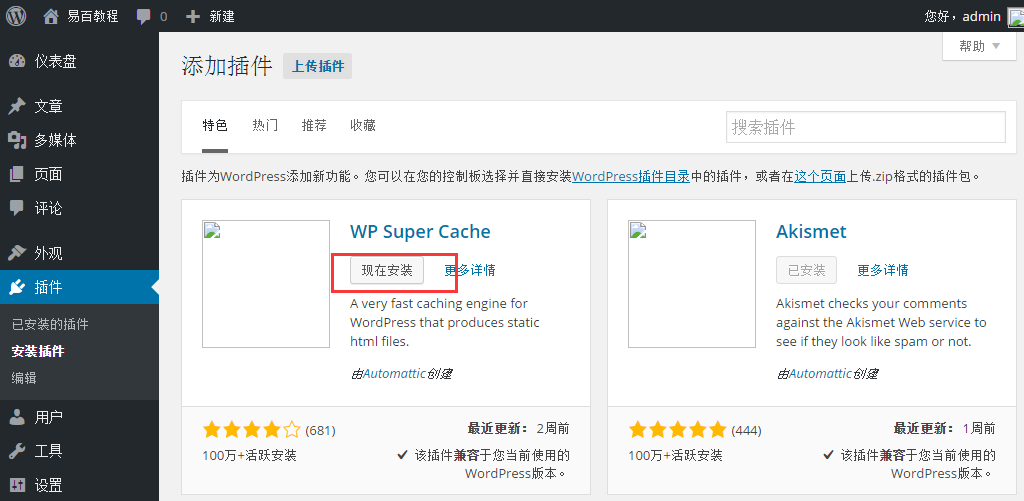 易百教程 0 新建 您好，admin
仪表盘
文章
多媒体
页面
评论
外观
插件
已安装的插件
安装插件
编辑
用户
工具
设置
帮助
添加插件 上传插件
特色 热门 推荐 收藏 搜索插件
插件为WordPress添加新功能。您可以在您的控制板选择并直接安装WordPress插件目录中的插件，或者在这个页面上传.zip格式的插件包。
WP Super Cache
现在安装 更多详情
A very fast caching engine for
WordPress that produces static
html files.
由Automattic创建
(681) 最近更新：2周前
100万+活跃安装 该插件兼容于您当前使用的
WordPress版本。
Akismet
已安装 更多详情
Akismet checks your comments
against the Akismet Web service to
see if they look like spam or not.
由Automattic创建
(444) 最近更新：1周前
100万+活跃安装 该插件兼容于您当前使用的
WordPress版本。